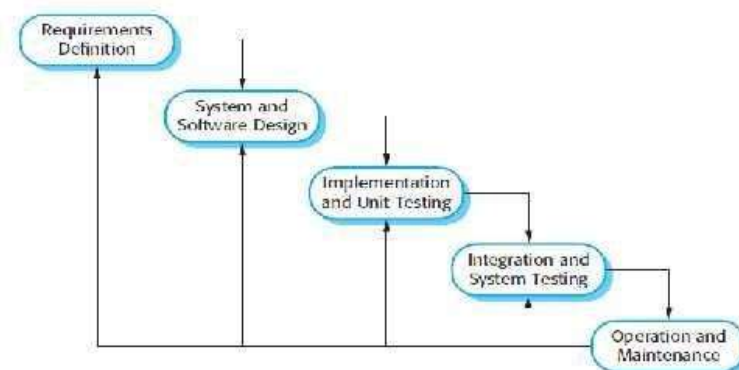 Requirements
Definition
System and
Software Design
Implementation
and Unit Testing
Integration and
System Testing
Operation and
Maintenance